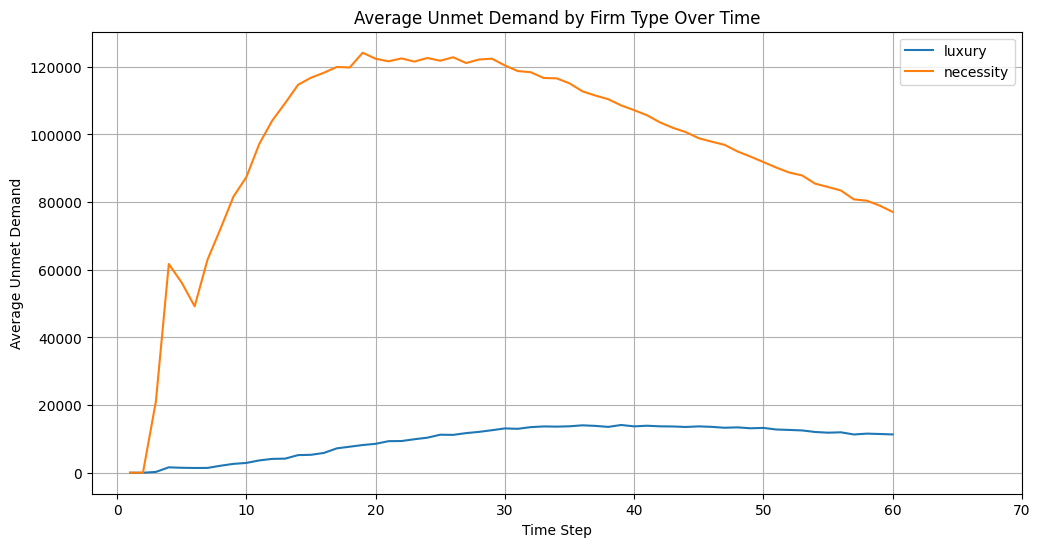 Average Unmet Demand by Firm Type Over Time
luxury
necessity
Average Unmet Demand
120000
100000
80000
60000
40000
20000
0
0 10 20 30 40 50 60 70
Time Step